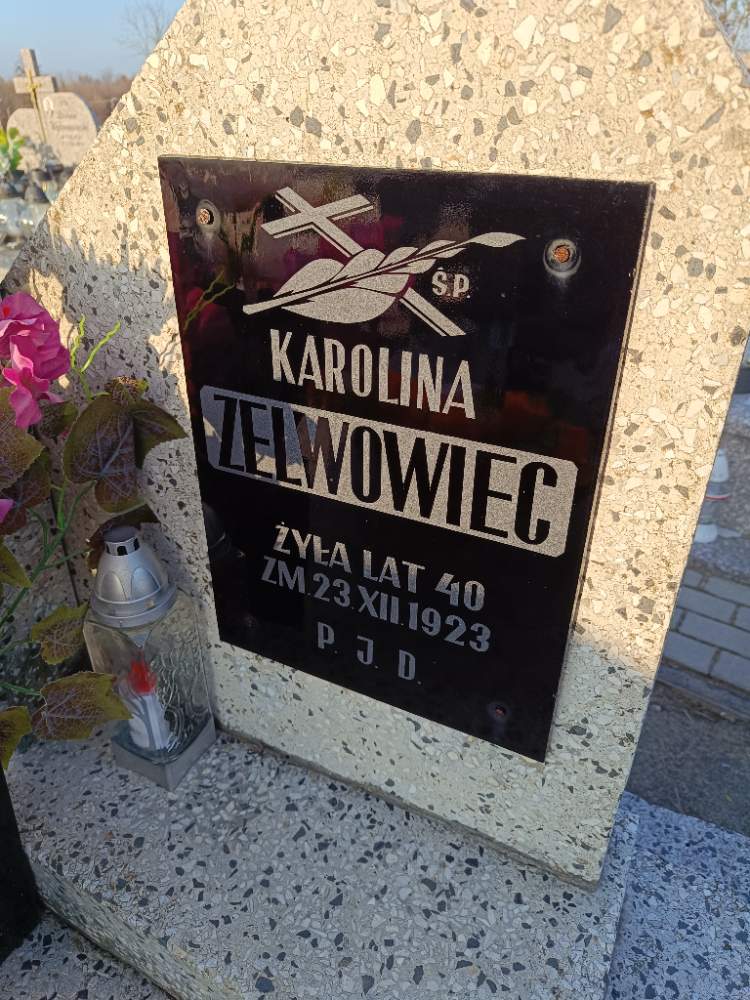 Ś.P.
KAROLINA
ZELWOWIEC
ŻYŁA LAT 40
ZM. 23.XII.1923
P. J. D.